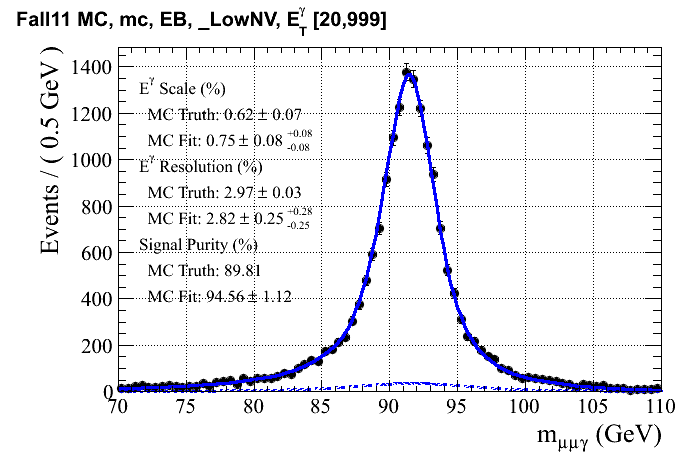 Fall11 MC, mc, EB, _LowNV, E_T^γ [20,999]
Events / ( 0.5 GeV )
1400
1200
1000
800
600
400
200
0
E^γ Scale (%)
MC Truth: 0.62 ± 0.07
MC Fit: 0.75 ± 0.08 +0.08 -0.08
E^γ Resolution (%)
MC Truth: 2.97 ± 0.03
MC Fit: 2.82 ± 0.25 +0.28 -0.25
Signal Purity (%)
MC Truth: 89.81
MC Fit: 94.56 ± 1.12
70 75 80 85 90 95 100 105 110
m_μμγ (GeV)